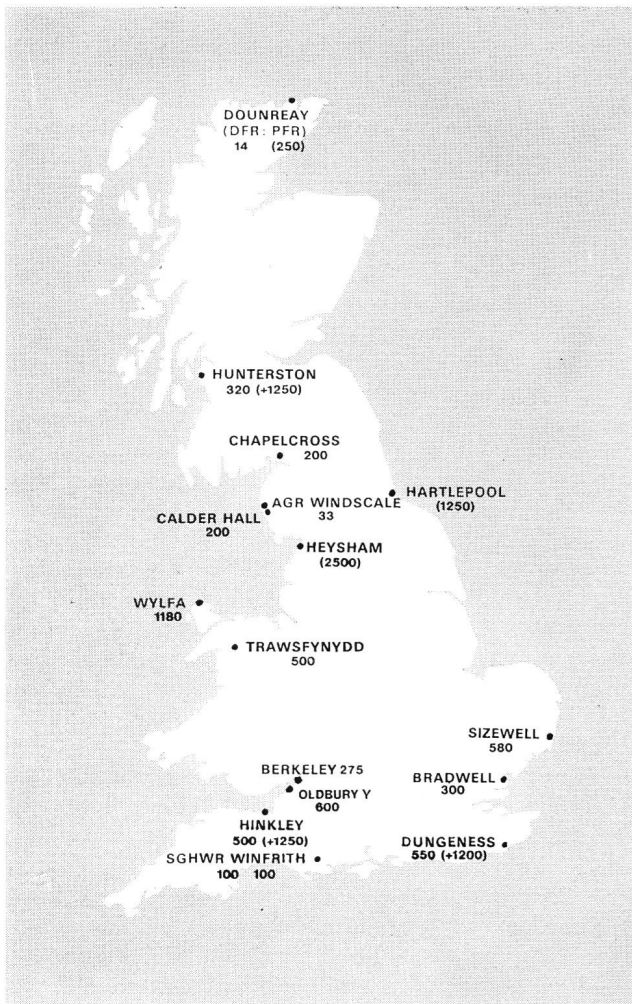 DOUNREAY
(DFR: PFR)
14 (250)
HUNTERSTON
320 (+1250)
CHAPELCROSS
200
HARTLEPOOL
(1250)
AGR WINDSCALE
33
CALDER HALL
200
HEYSHAM
(2500)
WYLFA
1180
TRAWSFYNYDD
500
SIZEWELL
580
BERKELEY 275
BRADWELL
300
OLDBURY Y
600
HINKLEY
500 (+1250)
DUNGENESS
550 (+1200)
SGHWR WINFRITH
100 100